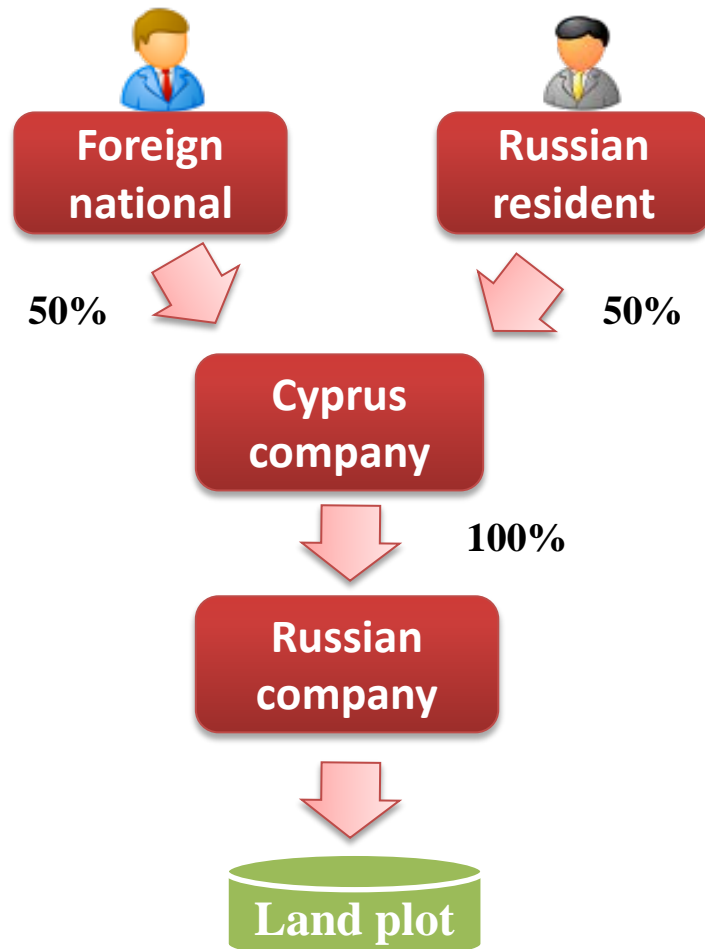 Foreign
national
Russian
resident
50%
50%
Cyprus
company
100%
Russian
company
Land plot